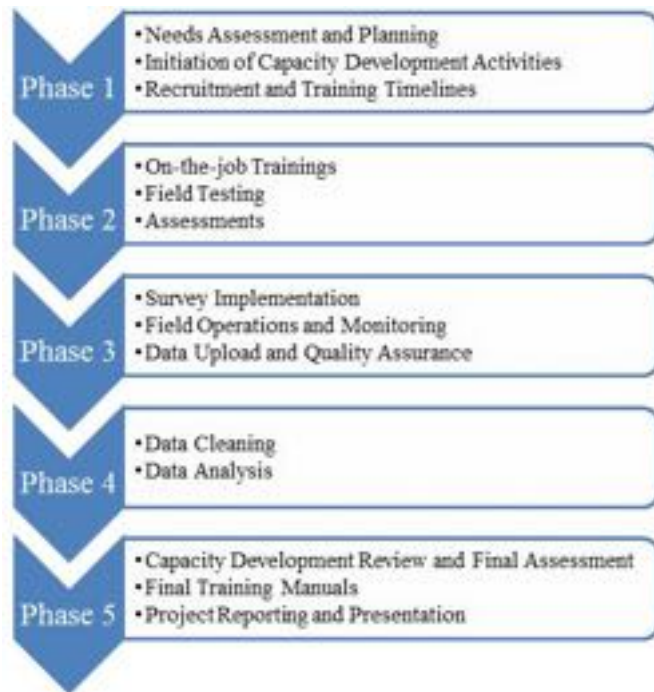 Phase 1
• Needs Assessment and Planning
• Initiation of Capacity Development Activities
• Recruitment and Training Timelines
Phase 2
• On-the-job Trainings
• Field Testing
• Assessments
Phase 3
• Survey Implementation
• Field Operations and Monitoring
• Data Upload and Quality Assurance
Phase 4
• Data Cleaning
• Data Analysis
Phase 5
• Capacity Development Review and Final Assessment
• Final Training Manuals
• Project Reporting and Presentation